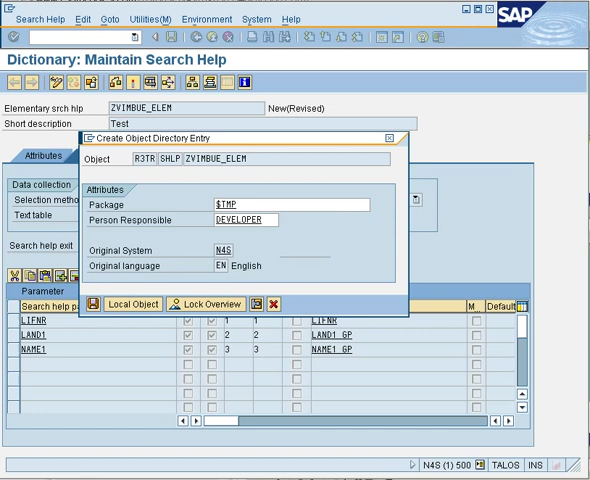 Search Help Edit Goto Utilities(M) Environment System Help
SAP
Dictionary: Maintain Search Help
Elementary srch hlp ZVIMBUE_ELEM New(Revised)
Short description Test
Create Object Directory Entry
Attributes
Object R3TR SHLP ZVIMBUE_ELEM
Data collection
Attributes
Selection metho
Package $TMP
Text table
Person Responsible DEVELOPER
Search help exit
Original System N4S
Original language EN English
Parameter
Local Object Lock Overview
Search help pa M.. Default
LIFNR 1 1 LIFNR
LAND1 2 2 LAND1_GP
NAME1 3 3 NAME1_GP
N4S (1) 500 TALOS INS